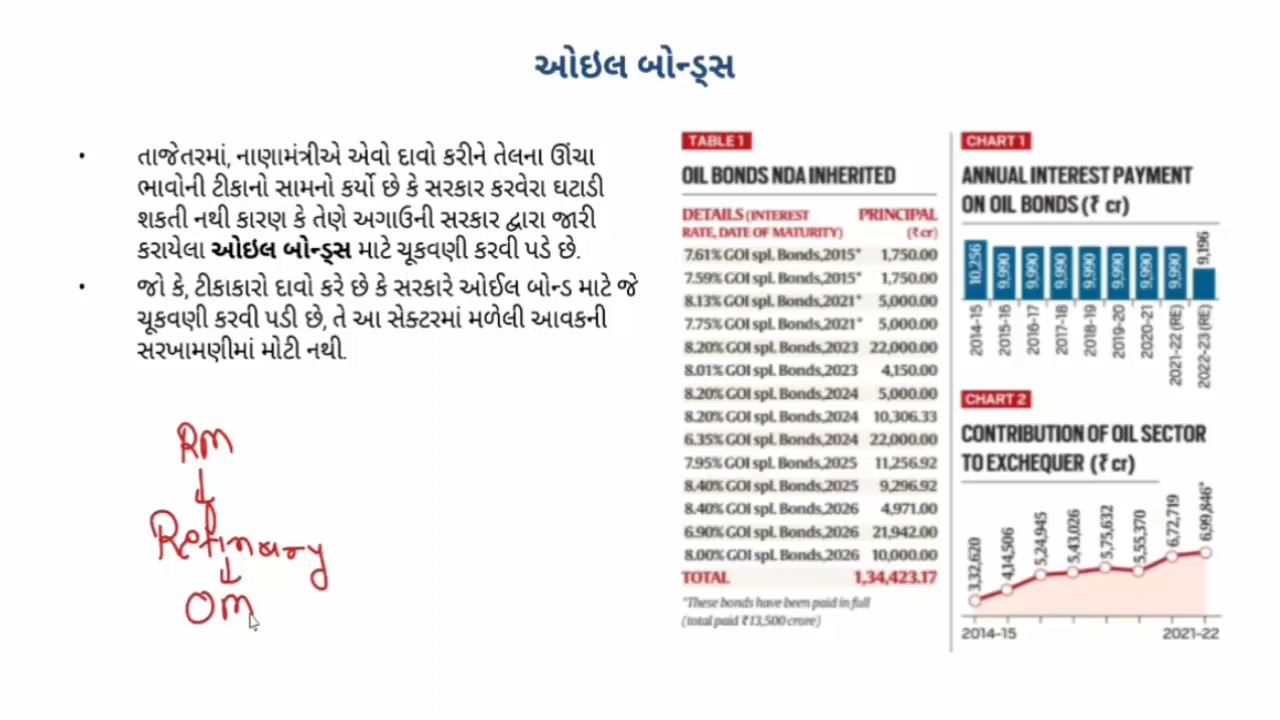 ઓઇલ બોન્ડ્સ
• તાજેતરમાં, નાણામંત્રીએ એવો દાવો કરીને તેલના ઊંચા
ભાવોની ટીકાનો સામનો કર્યો છે કે સરકાર કરવેરા ઘટાડી
શકતી નથી કારણ કે તેણે અગાઉની સરકાર દ્વારા જારી
કરાયેલા ઓઇલ બોન્ડ્સ માટે ચૂકવણી કરવી પડે છે.
• જો કે, ટીકાકારો દાવો કરે છે કે સરકારે ઓઈલ બોન્ડ માટે જે
ચૂકવણી કરવી પડી છે, તે આ સેક્ટરમાં મળેલી આવકની
સરખામણીમાં મોટી નથી.
RM
Refinary
OM
TABLE 1
OIL BONDS NDA INHERITED
DETAILS (INTEREST PRINCIPAL
RATE, DATE OF MATURITY) (₹ cr)
7.61% GOI spl. Bonds,2015* 1,750.00
7.59% GOI spl. Bonds,2015* 1,750.00
8.13% GOI spl. Bonds,2021* 5,000.00
7.75% GOI spl. Bonds,2021* 5,000.00
8.20% GOI spl. Bonds,2023 22,000.00
8.01% GOI spl. Bonds,2023 4,150.00
8.20% GOI spl. Bonds,2024 5,000.00
8.20% GOI spl. Bonds,2024 10,306.33
6.35% GOI spl. Bonds,2024 22,000.00
7.95% GOI spl. Bonds,2025 11,256.92
8.40% GOI spl. Bonds,2025 9,296.92
8.40% GOI spl. Bonds,2026 4,971.00
6.90% GOI spl. Bonds,2026 21,942.00
8.00% GOI spl. Bonds,2026 10,000.00
TOTAL 1,34,423.17
*These bonds have been paid in full
(total paid ₹13,500 crore)
CHART 1
ANNUAL INTEREST PAYMENT
ON OIL BONDS (₹ cr)
10,256 9,990 9,990 9,990 9,990 9,990 9,990 9,990 9,196
2014-15 2015-16 2016-17 2017-18 2018-19 2019-20 2020-21 2021-22 (RE) 2022-23 (RE)
CHART 2
CONTRIBUTION OF OIL SECTOR
TO EXCHEQUER (₹ cr)
3,32,620 4,14,506 5,24,945 5,43,026 5,75,632 5,55,370 6,72,719 6,99,846*
2014-15 2021-22